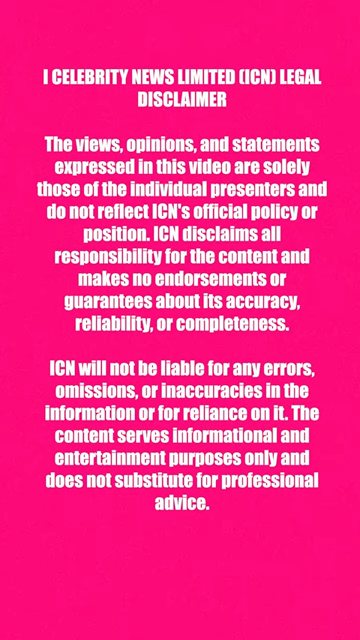 I CELEBRITY NEWS LIMITED (ICN) LEGAL
DISCLAIMER
The views, opinions, and statements
expressed in this video are solely
those of the individual presenters and
do not reflect ICN's official policy or
position. ICN disclaims all
responsibility for the content and
makes no endorsements or
guarantees about its accuracy,
reliability, or completeness.
ICN will not be liable for any errors,
omissions, or inaccuracies in the
information or for reliance on it. The
content serves informational and
entertainment purposes only and
does not substitute for professional
advice.